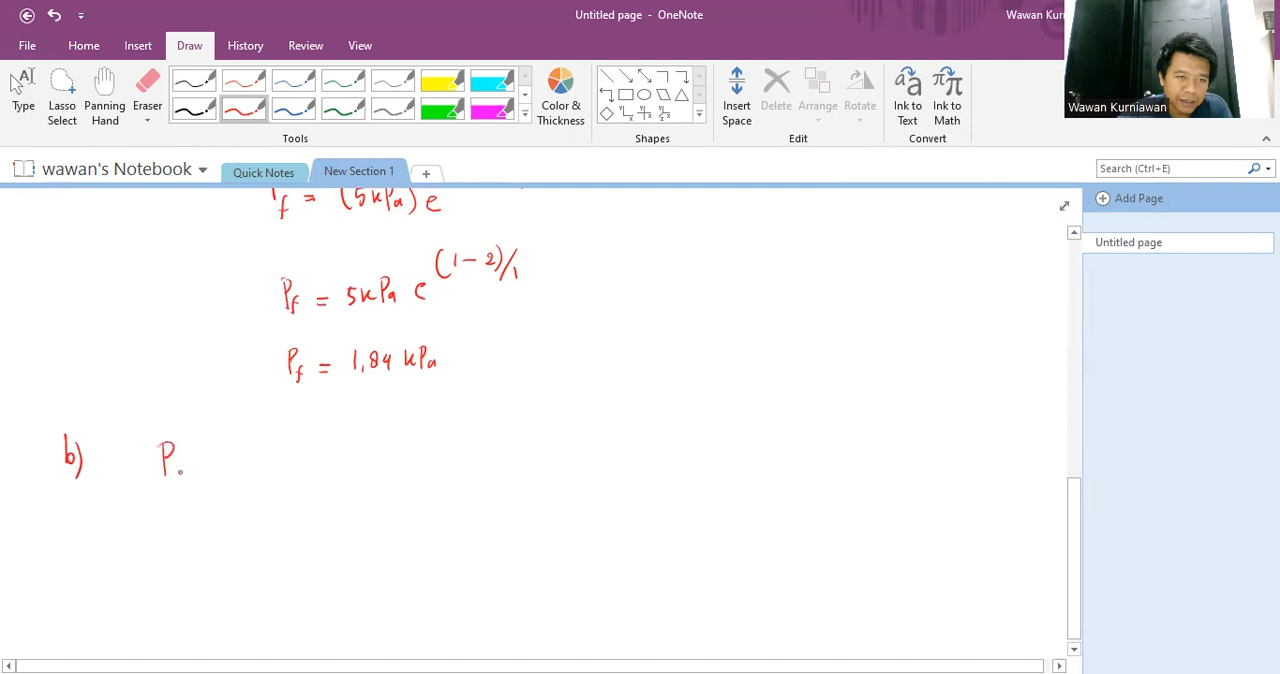 Untitled page - OneNote
Wawan
File Home Insert Draw History Review View
Type
Lasso Select
Panning Hand
Eraser
Color & Thickness
Insert Space
Delete
Arrange
Rotate
Ink to Text
Ink to Math
Tools
Shapes
Edit
Convert
Wawan Kurniawan
wawan's Notebook
Quick Notes
New Section 1
Search (Ctrl+E)
Add Page
Untitled page
f = (5kPa) e
Pf = 5kPa e^(1-2)/1
Pf = 1,84 kPa
b) P